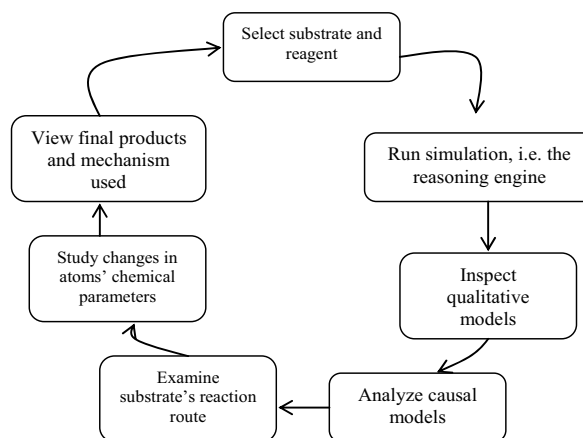 Select substrate and
reagent
Run simulation, i.e. the
reasoning engine
Inspect
qualitative
models
Analyze causal
models
Examine
substrate’s reaction
route
Study changes in
atoms’ chemical
parameters
View final products
and mechanism
used